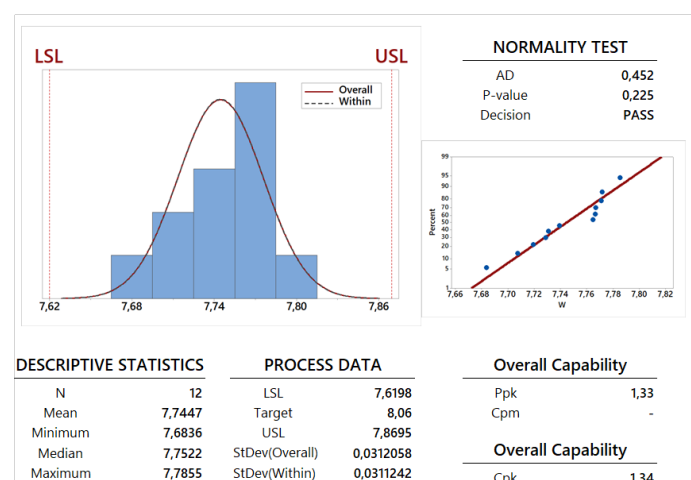 LSL USL
Overall
Within
7,62 7,68 7,74 7,80 7,86
NORMALITY TEST
AD 0,452
P-value 0,225
Decision PASS
99
95
90
80
70
60
50
40
30
20
10
5
1
Percent
7,66 7,68 7,70 7,72 7,74 7,76 7,78 7,80 7,82
W
DESCRIPTIVE STATISTICS
N 12
Mean 7,7447
Minimum 7,6836
Median 7,7522
Maximum 7,7855
PROCESS DATA
LSL 7,6198
Target 8,06
USL 7,8695
StDev(Overall) 0,0312058
StDev(Within) 0,0311242
Overall Capability
Ppk 1,33
Cpm -
Overall Capability
Cpk 1,34